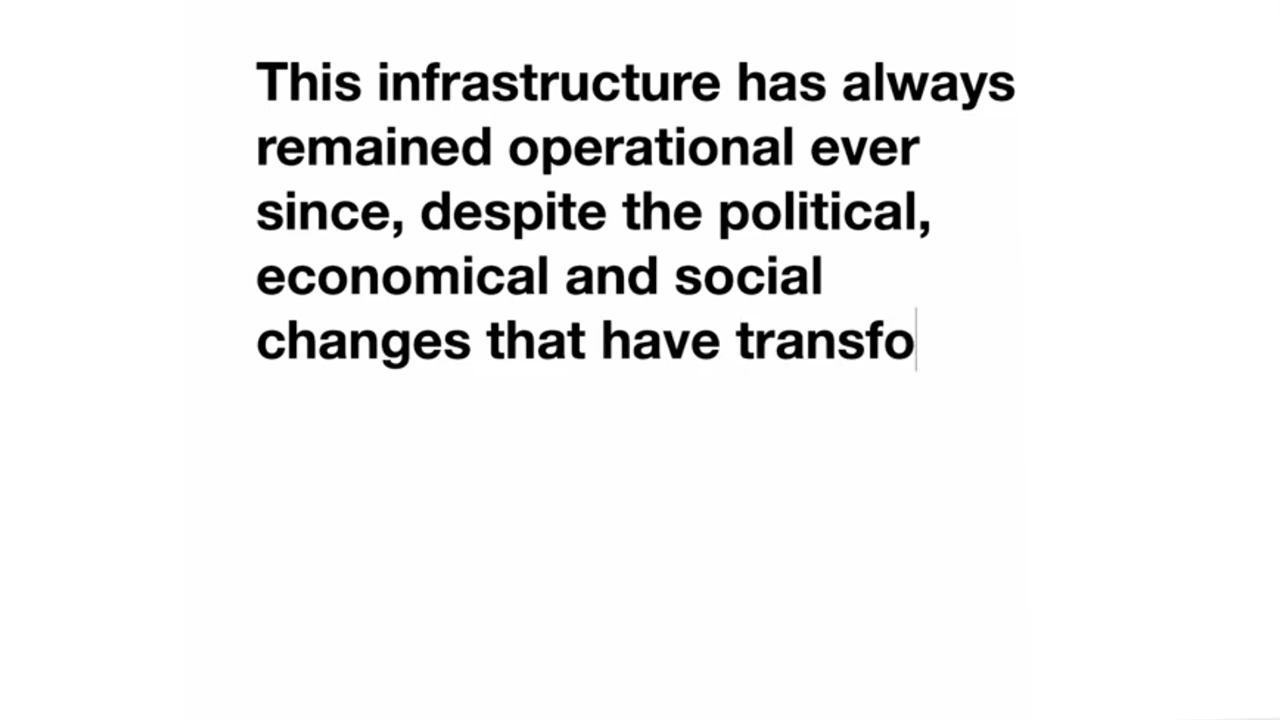 This infrastructure has always
remained operational ever
since, despite the political,
economical and social
changes that have transfo